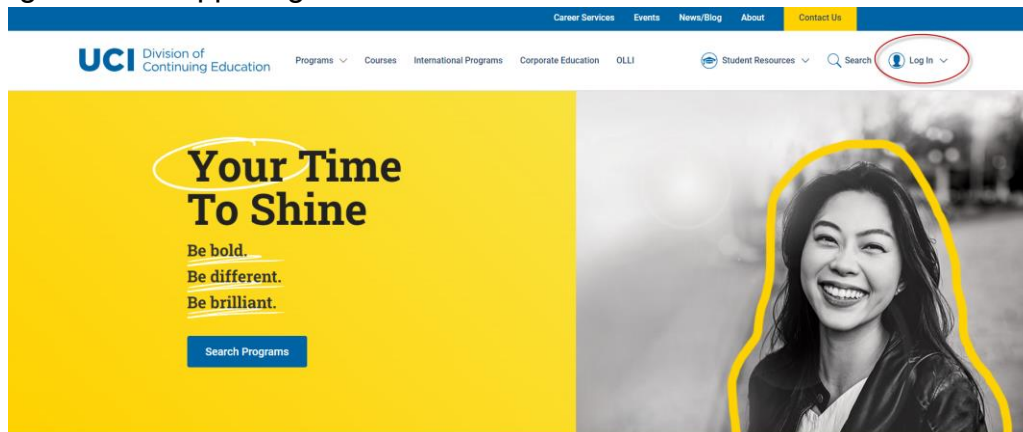 Career Services Events News/Blog About Contact Us
UCI Division of
Continuing Education
Programs Courses International Programs Corporate Education OLLI Student Resources Search Log In
Your Time
To Shine
Be bold.
Be different.
Be brilliant.
Search Programs